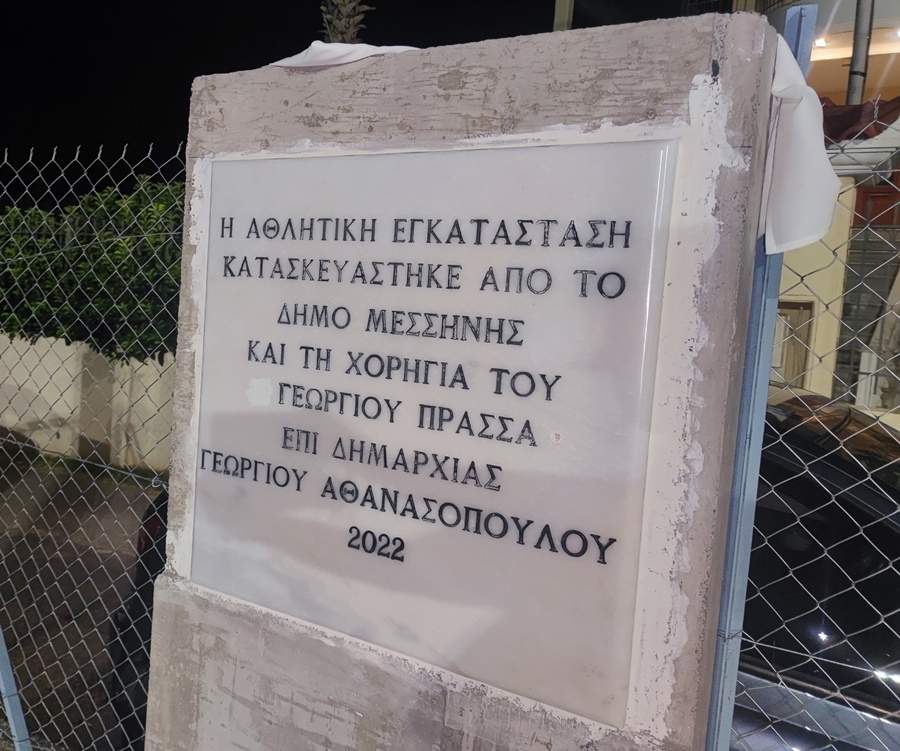 Η ΑΘΛΗΤΙΚΗ ΕΓΚΑΤΑΣΤΑΣΗ
ΚΑΤΑΣΚΕΥΑΣΤΗΚΕ ΑΠΟ ΤΟ
ΔΗΜΟ ΜΕΣΣΗΝΗΣ
ΚΑΙ ΤΗ ΧΟΡΗΓΙΑ ΤΟΥ
ΓΕΩΡΓΙΟΥ ΠΡΑΣΣΑ
ΕΠΙ ΔΗΜΑΡΧΙΑΣ
ΓΕΩΡΓΙΟΥ ΑΘΑΝΑΣΟΠΟΥΛΟΥ
2022